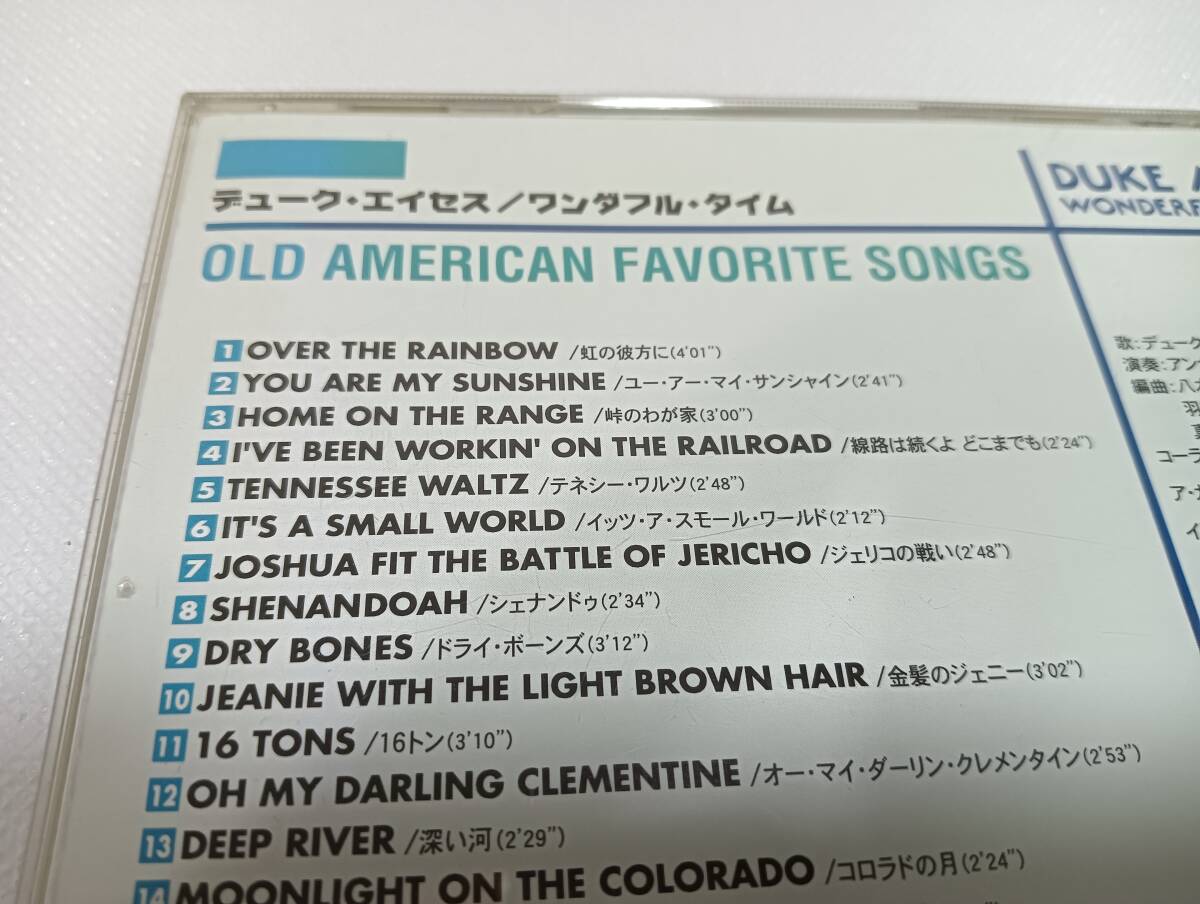 デューク・エイセス/ワンダフル・タイム
OLD AMERICAN FAVORITE SONGS
1 OVER THE RAINBOW /虹の彼方に(4'01")
2 YOU ARE MY SUNSHINE /ユー・アー・マイ・サンシャイン(2'41")
3 HOME ON THE RANGE /峠のわが家(3'00")
4 I'VE BEEN WORKIN' ON THE RAILROAD /線路は続くよ どこまでも(2'24")
5 TENNESSEE WALTZ /テネシー・ワルツ(2'48")
6 IT'S A SMALL WORLD /イッツ・ア・スモール・ワールド(2'12")
7 JOSHUA FIT THE BATTLE OF JERICHO /ジェリコの戦い(2'48")
8 SHENANDOAH /シェナンドゥ(2'34")
9 DRY BONES /ドライ・ボーンズ(3'12")
10 JEANIE WITH THE LIGHT BROWN HAIR /金髪のジェニー(3'02")
11 16 TONS /16トン(3'10")
12 OH MY DARLING CLEMENTINE /オー・マイ・ダーリン・クレメンタイン(2'53")
13 DEEP RIVER /深い河(2'29")
14 MOONLIGHT ON THE COLORADO /コロラドの月(2'24")
DUKE
WONDERF
歌:デューク
演奏:アン
編曲:八木
羽
コーラ
ア・
イ